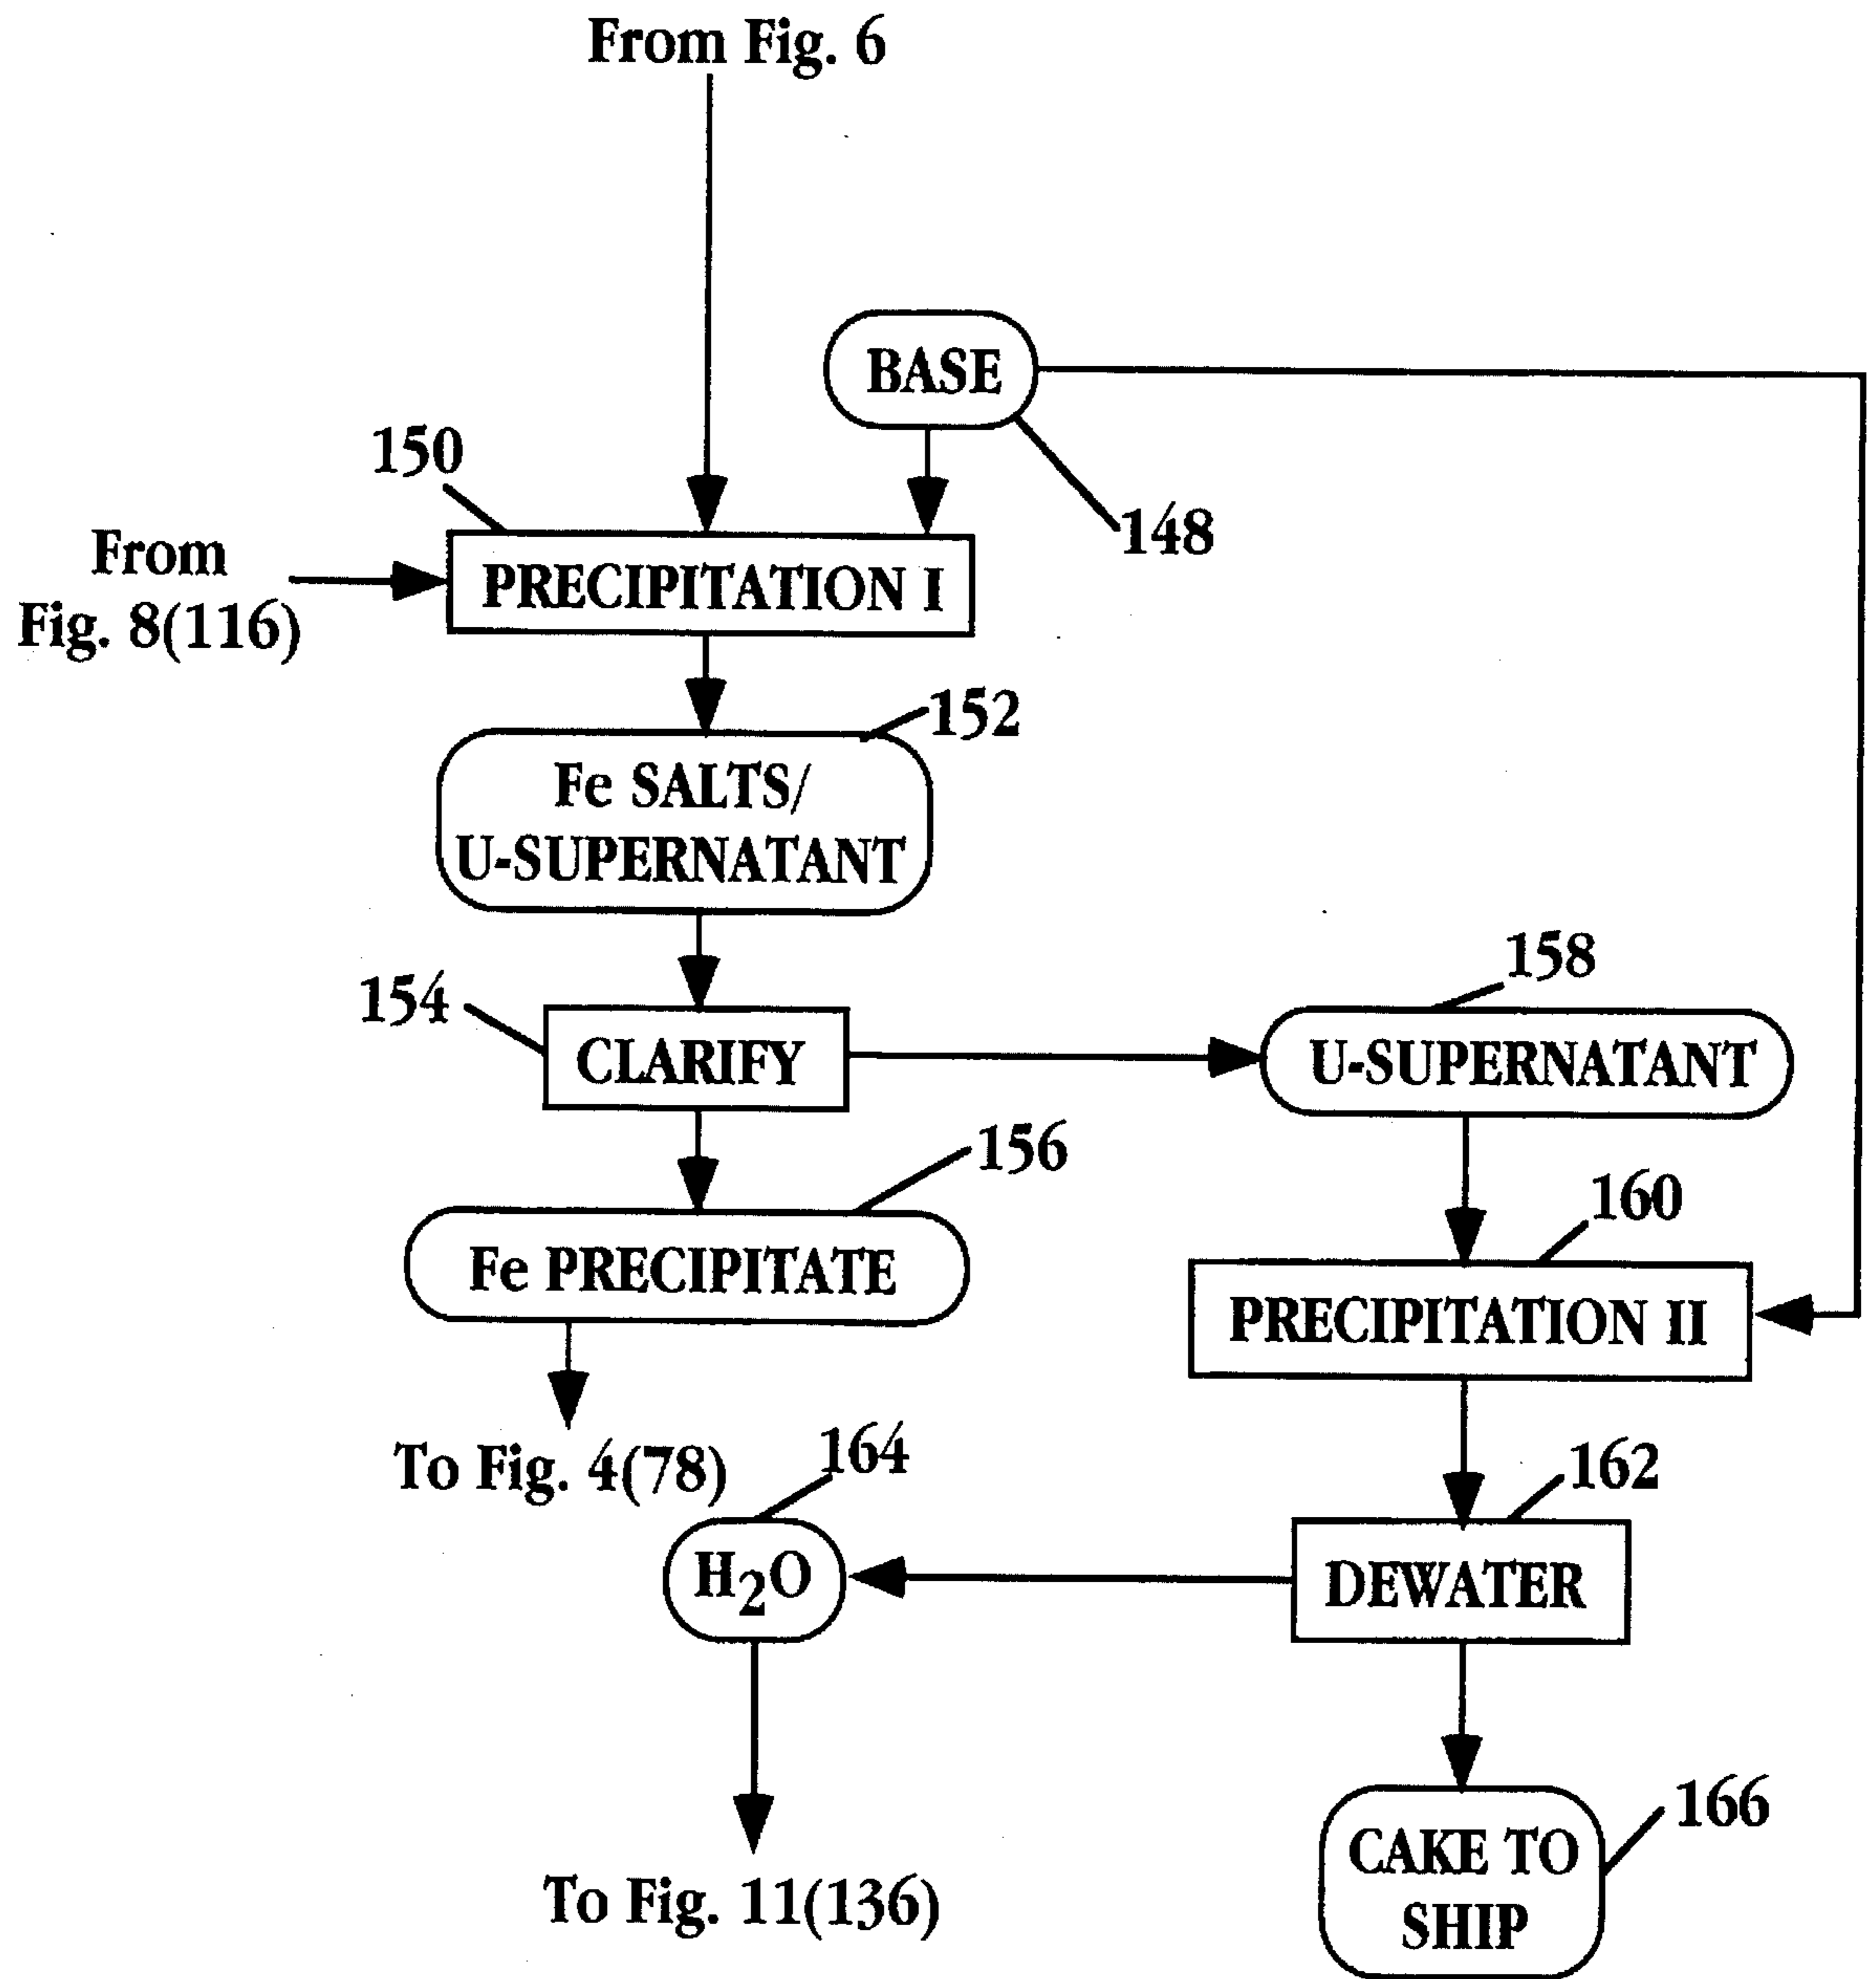 From Fig. 6
BASE
150
148
From
Fig. 8(116)
PRECIPITATION I
152
Fe SALTS/
U-SUPERNATANT
158
154
CLARIFY
U-SUPERNATANT
156
160
Fe PRECIPITATE
PRECIPITATION II
To Fig. 4(78)
164
162
H2O
DEWATER
166
CAKE TO
SHIP
To Fig. 11(136)